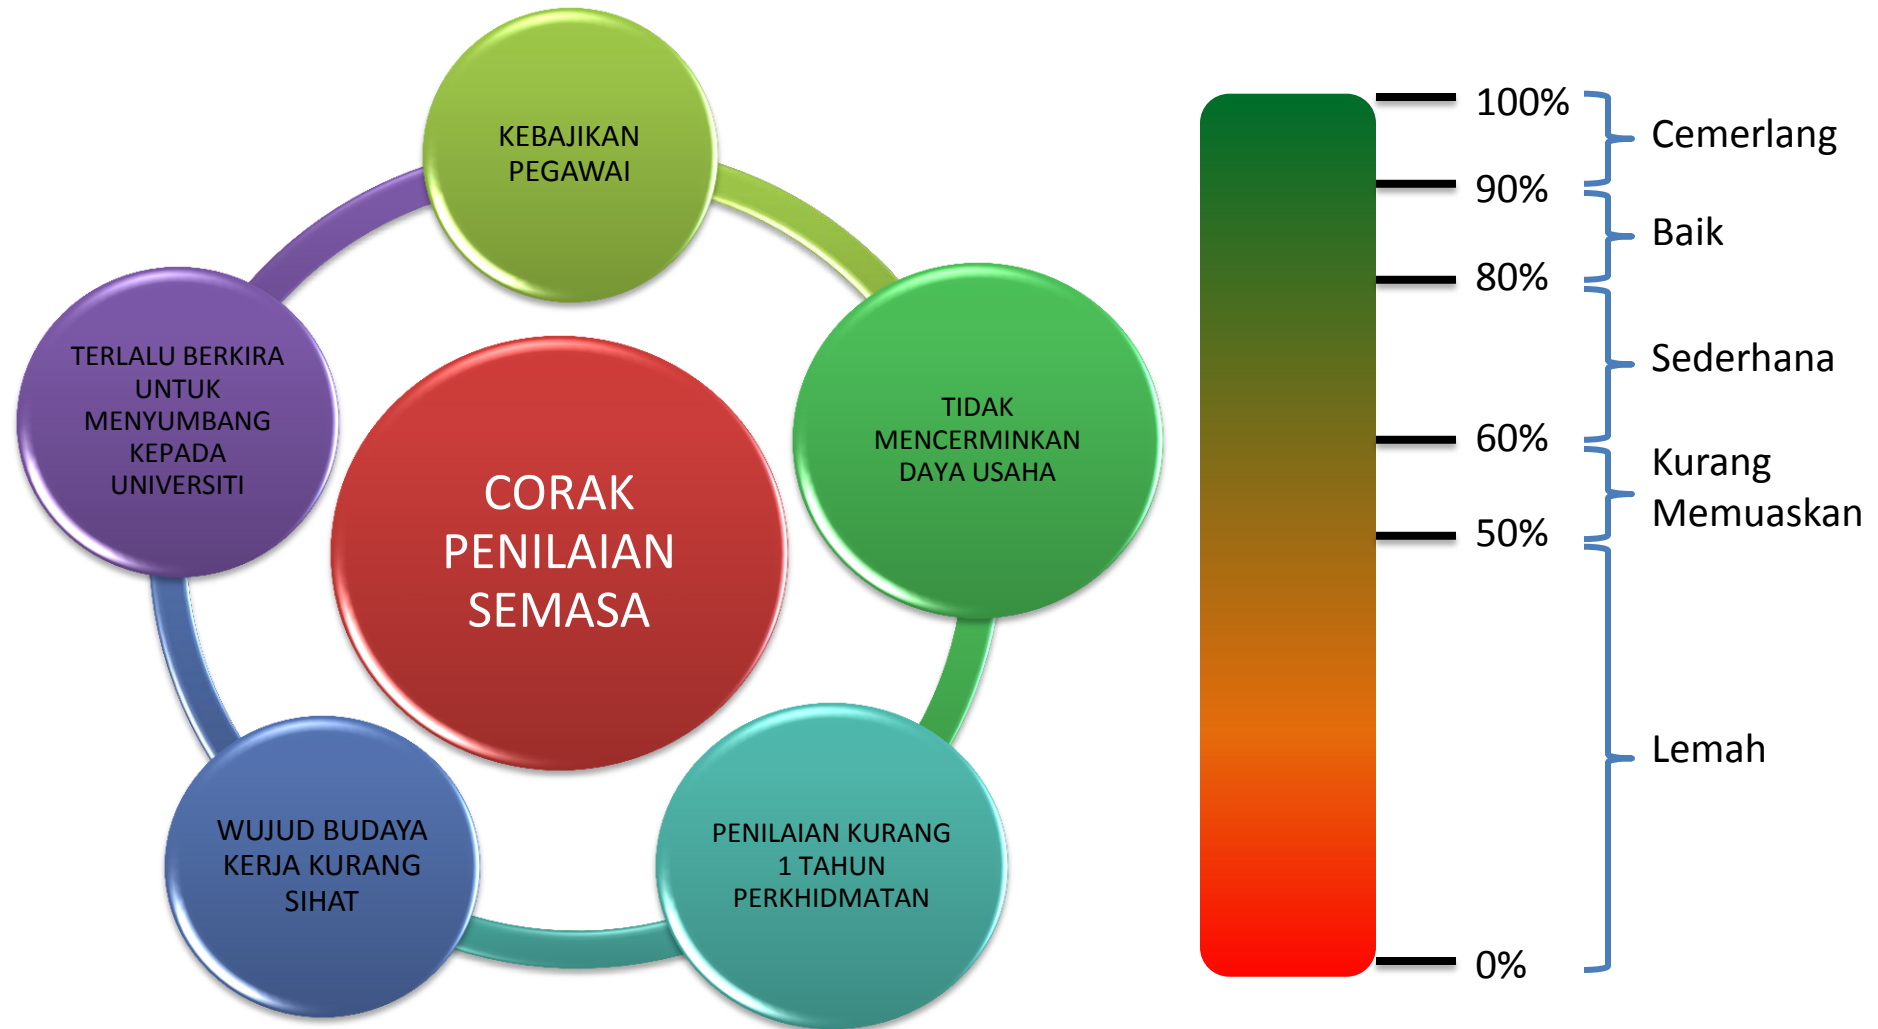 KEBAJIKAN
PEGAWAI
TIDAK
MENCERMINKAN
DAYA USAHA
PENILAIAN KURANG
1 TAHUN
PERKHIDMATAN
WUJUD BUDAYA
KERJA KURANG
SIHAT
TERLALU BERKIRA
UNTUK
MENYUMBANG
KEPADA
UNIVERSITI
CORAK
PENILAIAN
SEMASA
100%
Cemerlang
90%
Baik
80%
Sederhana
60%
Kurang
Memuaskan
50%
Lemah
0%